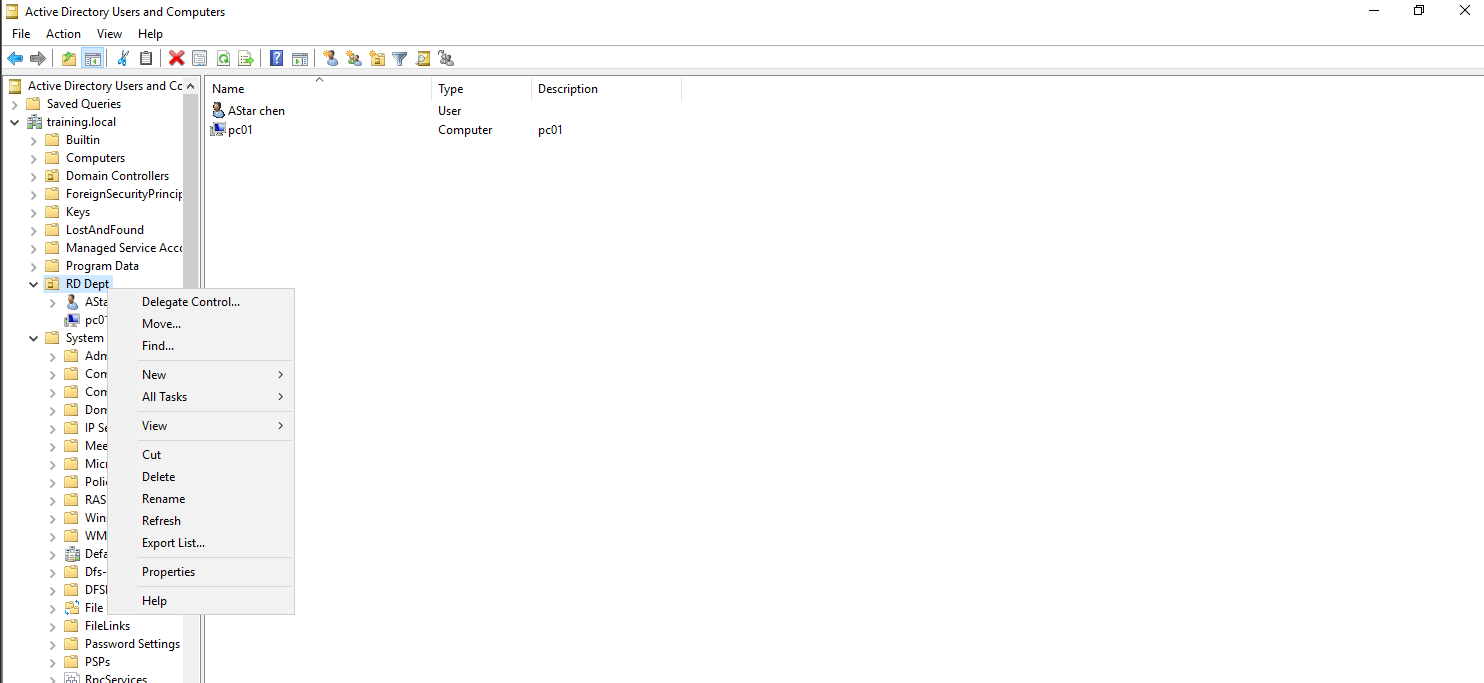 Active Directory Users and Computers
File Action View Help
Active Directory Users and Cc
Saved Queries
training.local
Builtin
Computers
Domain Controllers
ForeignSecurityPrincip
Keys
LostAndFound
Managed Service Acco
Program Data
RD Dept
ASta
pc01
System
Adm
Com
Com
Dom
IP Se
Mee
Micr
Polic
RAS
Wins
WM
Defa
Dfs-
DFSR
File
FileLinks
Password Settings
PSPs
RpcServices
Delegate Control...
Move...
Find...
New
All Tasks
View
Cut
Delete
Rename
Refresh
Export List...
Properties
Help
Name Type Description
AStar chen User
pc01 Computer pc01